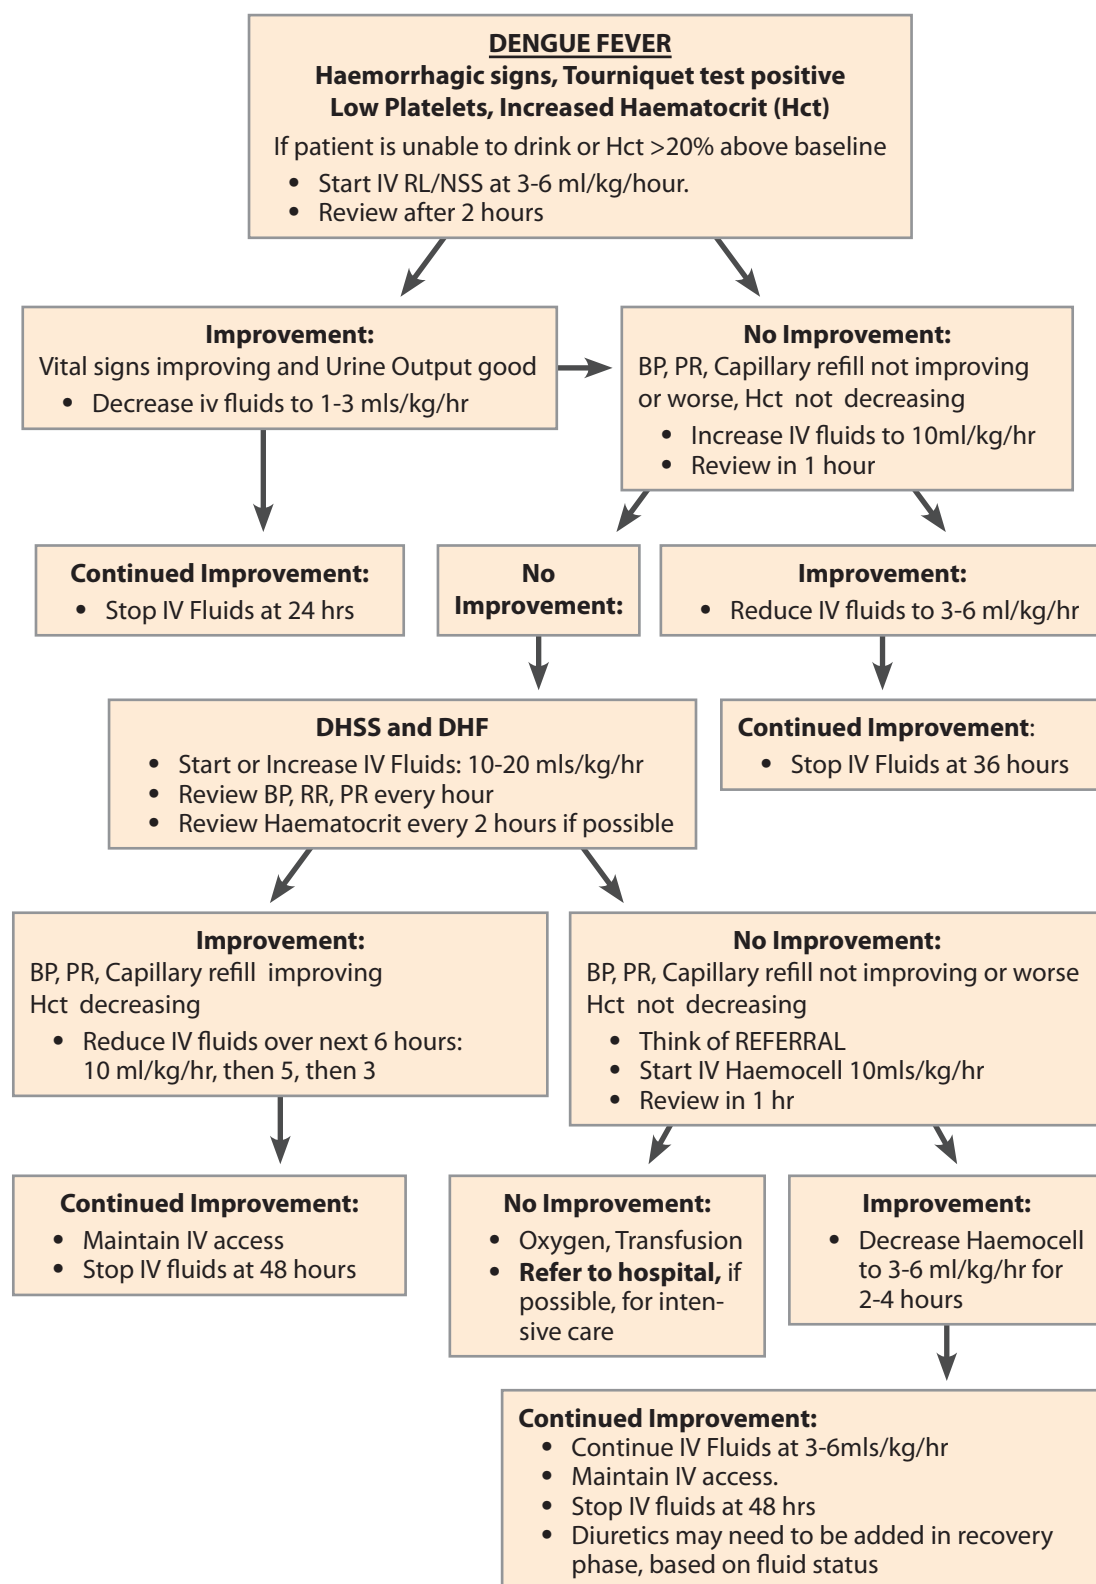 DENGUE FEVER
Haemorrhagic signs, Tourniquet test positive
Low Platelets, Increased Haematocrit (Hct)
If patient is unable to drink or Hct >20% above baseline
• Start IV RL/NSS at 3-6 ml/kg/hour.
• Review after 2 hours
Improvement:
Vital signs improving and Urine Output good
• Decrease iv fluids to 1-3 mls/kg/hr
No Improvement:
BP, PR, Capillary refill not improving
or worse, Hct not decreasing
• Increase IV fluids to 10ml/kg/hr
• Review in 1 hour
Continued Improvement:
• Stop IV Fluids at 24 hrs
No
Improvement:
Improvement:
• Reduce IV fluids to 3-6 ml/kg/hr
DHSS and DHF
• Start or Increase IV Fluids: 10-20 mls/kg/hr
• Review BP, RR, PR every hour
• Review Haematocrit every 2 hours if possible
Continued Improvement:
• Stop IV Fluids at 36 hours
Improvement:
BP, PR, Capillary refill improving
Hct decreasing
• Reduce IV fluids over next 6 hours:
10 ml/kg/hr, then 5, then 3
No Improvement:
BP, PR, Capillary refill not improving or worse
Hct not decreasing
• Think of REFERRAL
• Start IV Haemocell 10mls/kg/hr
• Review in 1 hr
Continued Improvement:
• Maintain IV access
• Stop IV fluids at 48 hours
No Improvement:
• Oxygen, Transfusion
• Refer to hospital, if
possible, for inten-
sive care
Improvement:
• Decrease Haemocell
to 3-6 ml/kg/hr for
2-4 hours
Continued Improvement:
• Continue IV Fluids at 3-6mls/kg/hr
• Maintain IV access.
• Stop IV fluids at 48 hrs
• Diuretics may need to be added in recovery
phase, based on fluid status